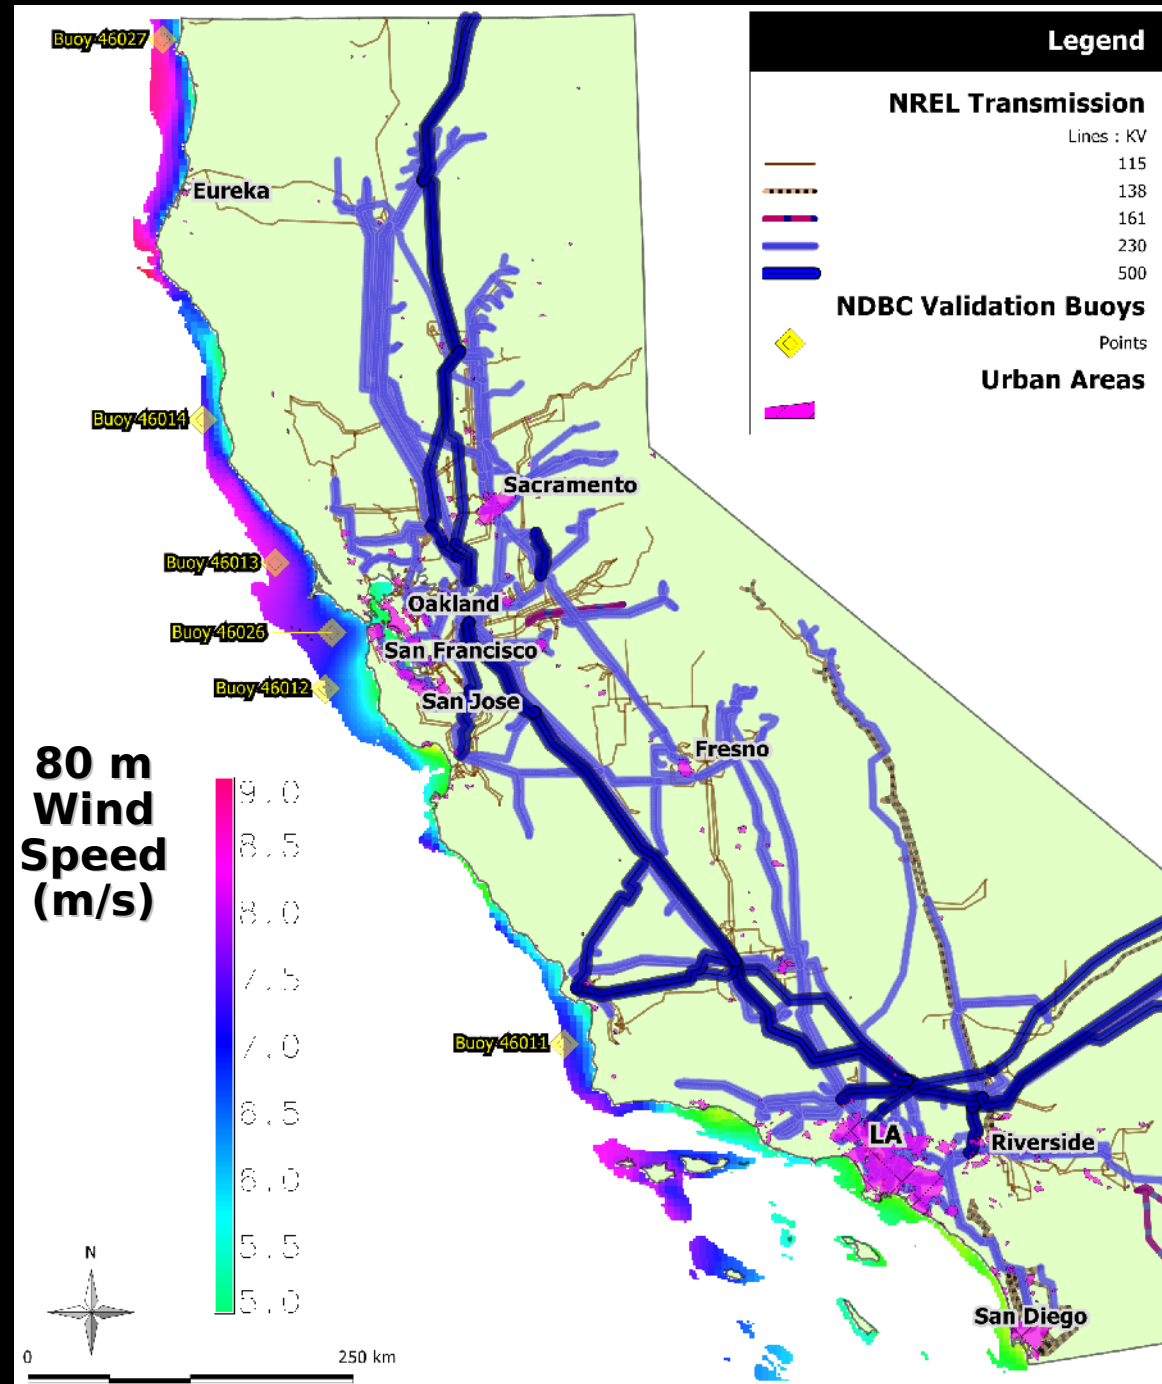 Legend
NREL Transmission
Lines : KV
115
138
161
230
500
NDBC Validation Buoys
Points
Urban Areas
Buoy 46027
Eureka
Buoy 46014
Sacramento
Buoy 46013
Oakland
Buoy 46026
San Francisco
Buoy 46012
San Jose
Fresno
80 m
Wind
Speed
(m/s)
9.0
8.5
8.0
7.5
7.0
6.5
6.0
5.5
5.0
Buoy 46011
LA
Riverside
San Diego
N
0
250 km